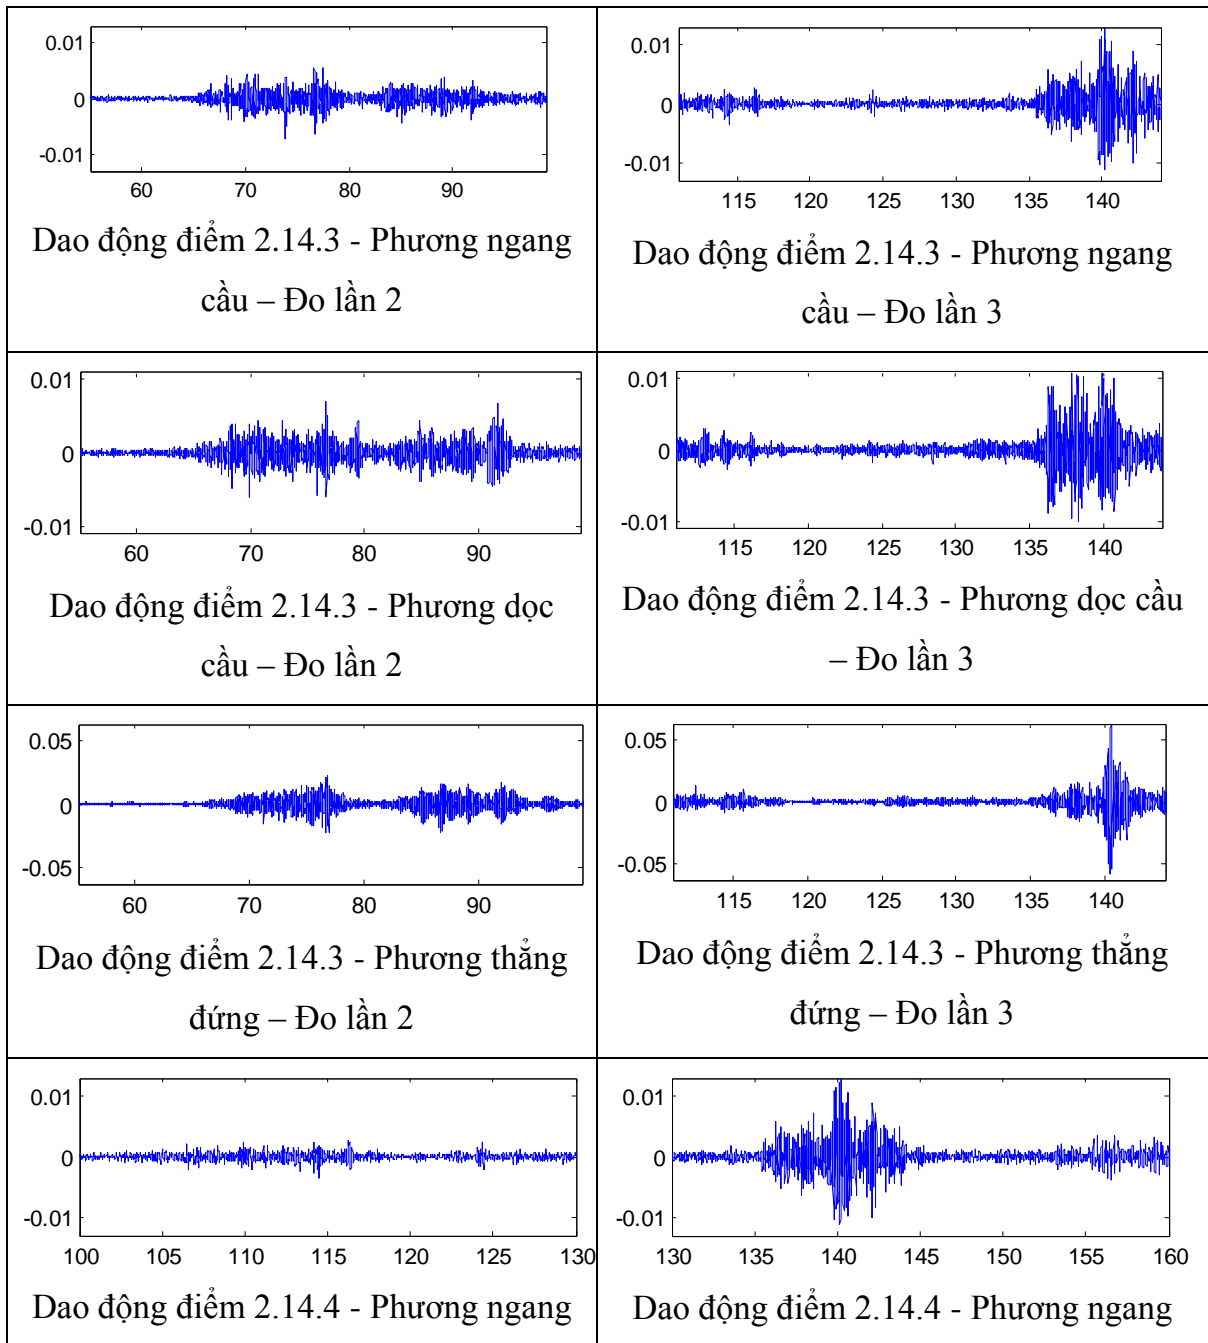 0.01
0
-0.01
60 70 80 90
Dao động điểm 2.14.3 - Phương ngang
cầu – Đo lần 2
0.01
0
-0.01
115 120 125 130 135 140
Dao động điểm 2.14.3 - Phương ngang
cầu – Đo lần 3
0.01
0
-0.01
60 70 80 90
Dao động điểm 2.14.3 - Phương dọc
cầu – Đo lần 2
0.01
0
-0.01
115 120 125 130 135 140
Dao động điểm 2.14.3 - Phương dọc cầu
– Đo lần 3
0.05
0
-0.05
60 70 80 90
Dao động điểm 2.14.3 - Phương thẳng
đứng – Đo lần 2
0.05
0
-0.05
115 120 125 130 135 140
Dao động điểm 2.14.3 - Phương thẳng
đứng – Đo lần 3
0.01
0
-0.01
100 105 110 115 120 125 130
Dao động điểm 2.14.4 - Phương ngang
0.01
0
-0.01
130 135 140 145 150 155 160
Dao động điểm 2.14.4 - Phương ngang